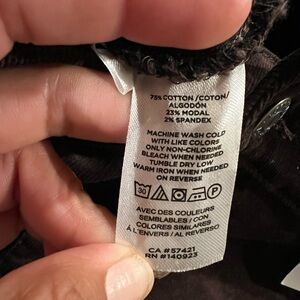 75% COTTON /COTON/
ALGODÓN
23% MODAL
2% SPANDEX
MACHINE WASH COLD
WITH LIKE COLORS
ONLY NON-CHLORINE
BLEACH WHEN NEEDED
TUMBLE DRY LOW
WARM IRON WHEN NEEDED
ON REVERSE
AVEC DES COULEURS
SEMBLABLES / CON
COLORES SIMILARES
À L'ENVERS / AL REVERSO
CA #57421
RN #140923